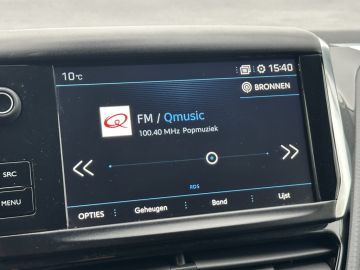 10°C
15:40
BRONNEN
FM / Qmusic
100.40 MHz Popmuziek
SRC
MENU
RDS
OPTIES
Geheugen
Band
Lijst